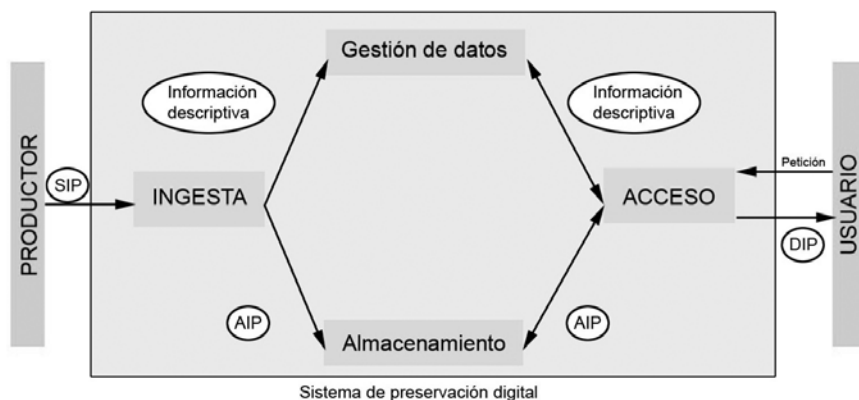 Gestión de datos
Información
descriptiva
Información
descriptiva
PRODUCTOR
SIP
INGESTA
ACCESO
Petición
DIP
USUARIO
AIP
Almacenamiento
AIP
Sistema de preservación digital